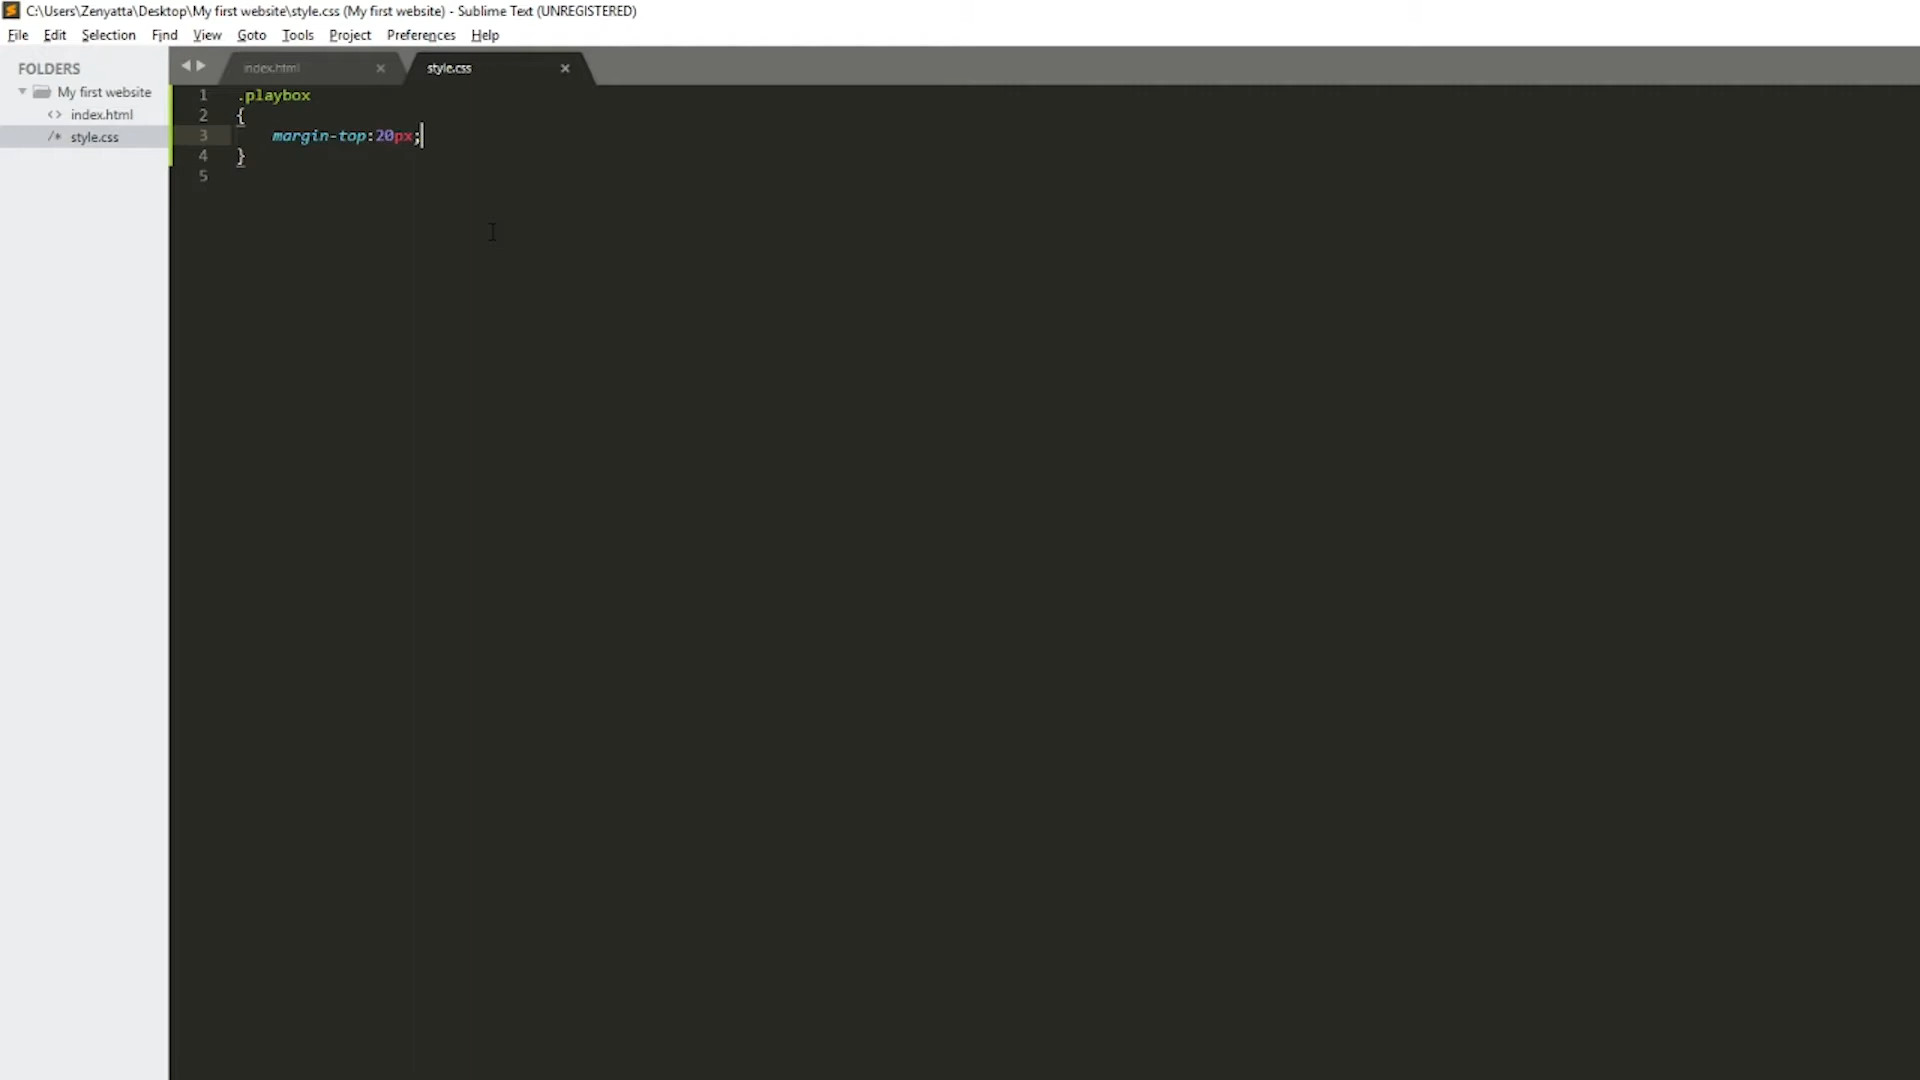 C:\Users\Zenyatta\Desktop\My first website\style.css (My first website) - Sublime Text (UNREGISTERED)
File Edit Selection Find View Goto Tools Project Preferences Help
FOLDERS
My first website
<> index.html
/* style.css
index.html × style.css ×
1 .playbox
2 {
3 margin-top:20px;
4 }
5